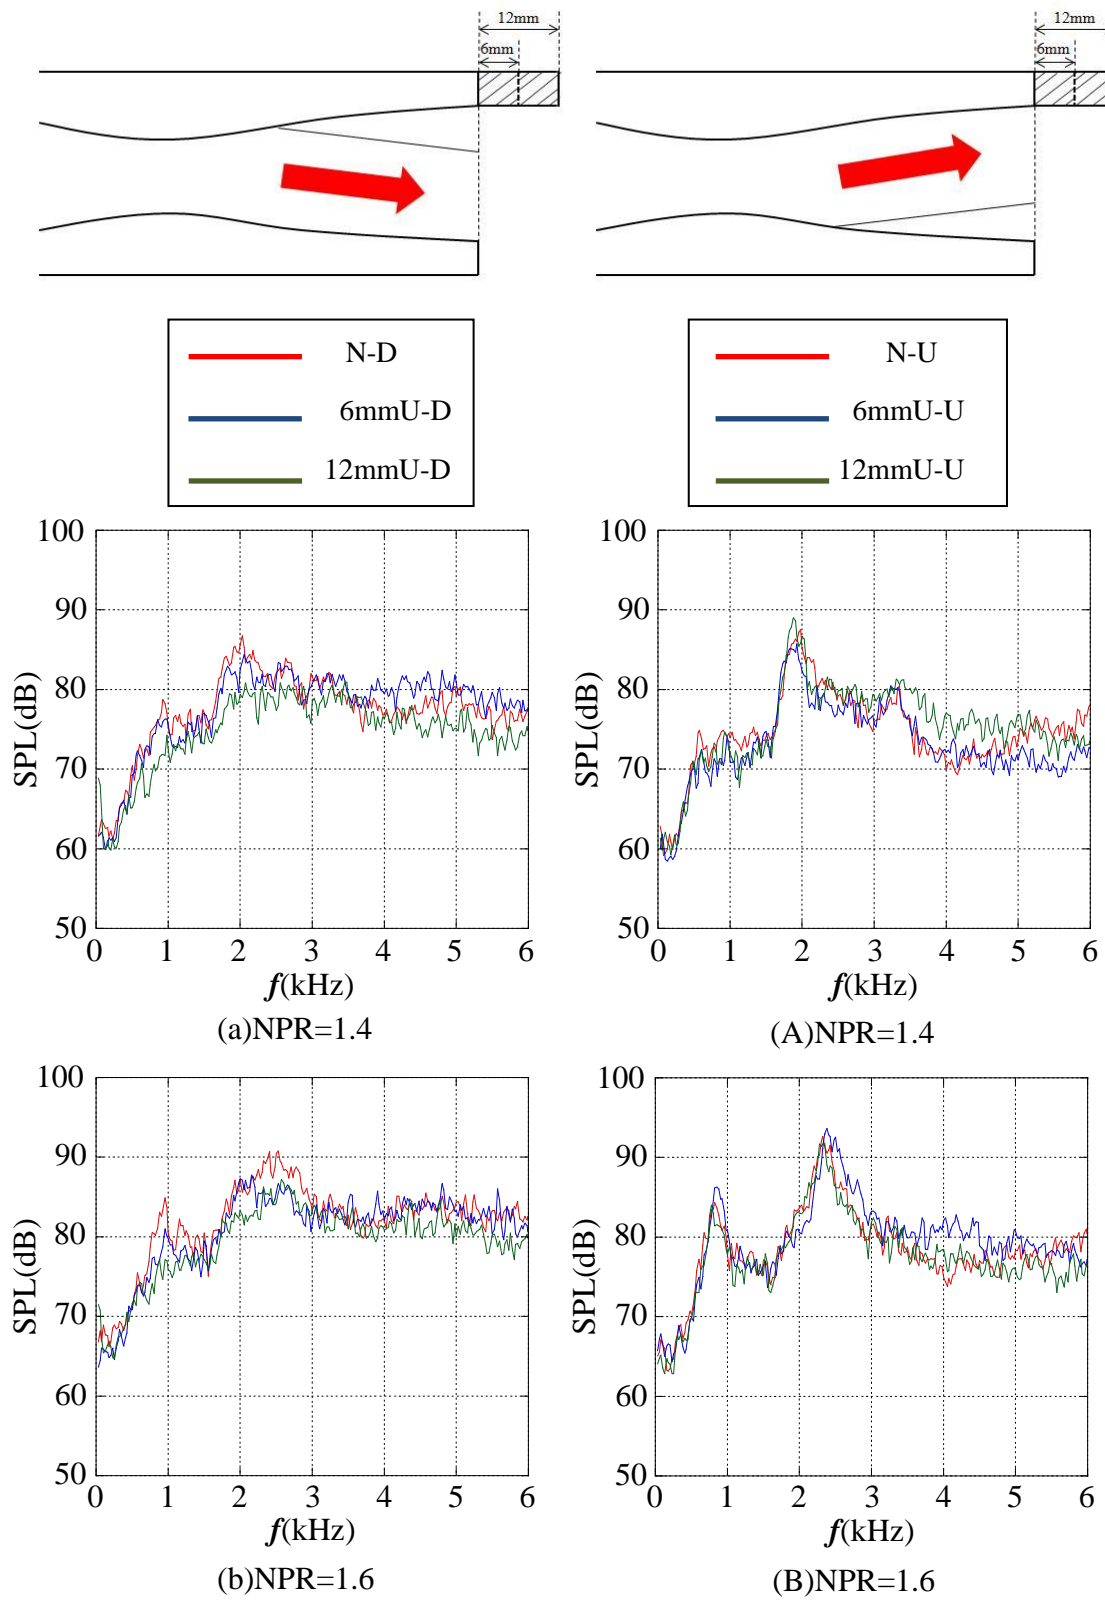 12mm
6mm
12mm
6mm
N-D
6mmU-D
12mmU-D
N-U
6mmU-U
12mmU-U
100
90
80
70
60
50
SPL(dB)
0 1 2 3 4 5 6
f(kHz)
(a)NPR=1.4
100
90
80
70
60
50
SPL(dB)
0 1 2 3 4 5 6
f(kHz)
(A)NPR=1.4
100
90
80
70
60
50
SPL(dB)
0 1 2 3 4 5 6
f(kHz)
(b)NPR=1.6
100
90
80
70
60
50
SPL(dB)
0 1 2 3 4 5 6
f(kHz)
(B)NPR=1.6